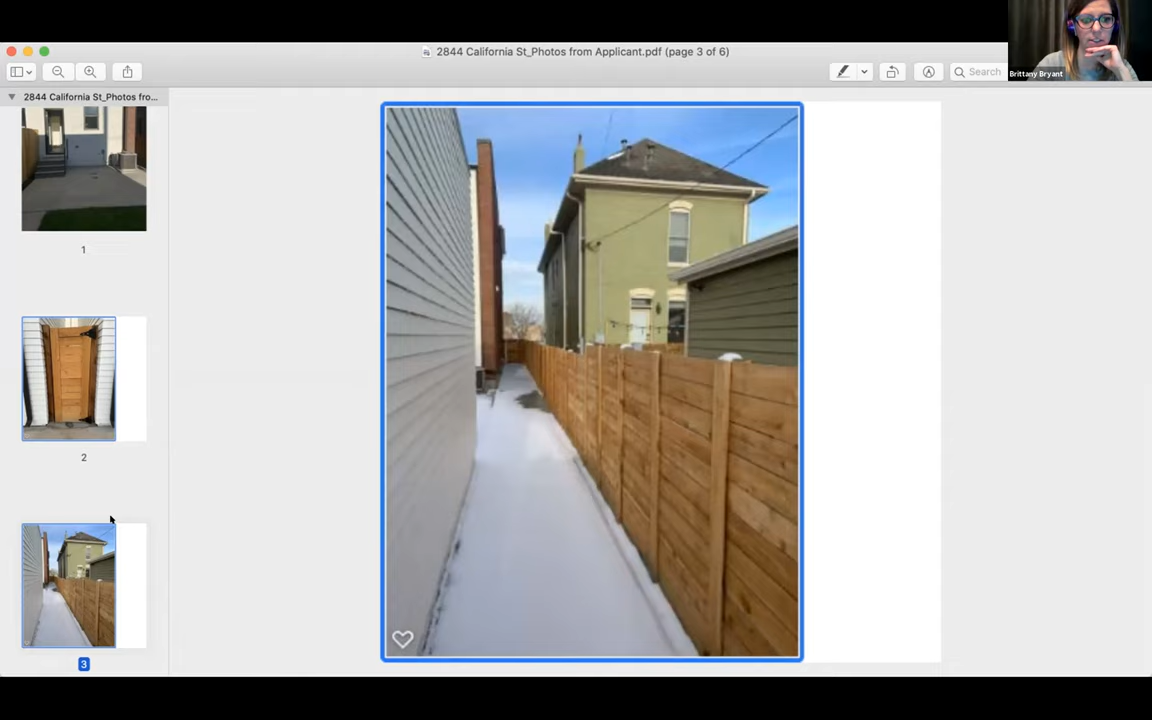 2844 California St_Photos from Applicant.pdf (page 3 of 6)
Search
Brittany Bryant
2844 California St_Photos fro...
1
2
3